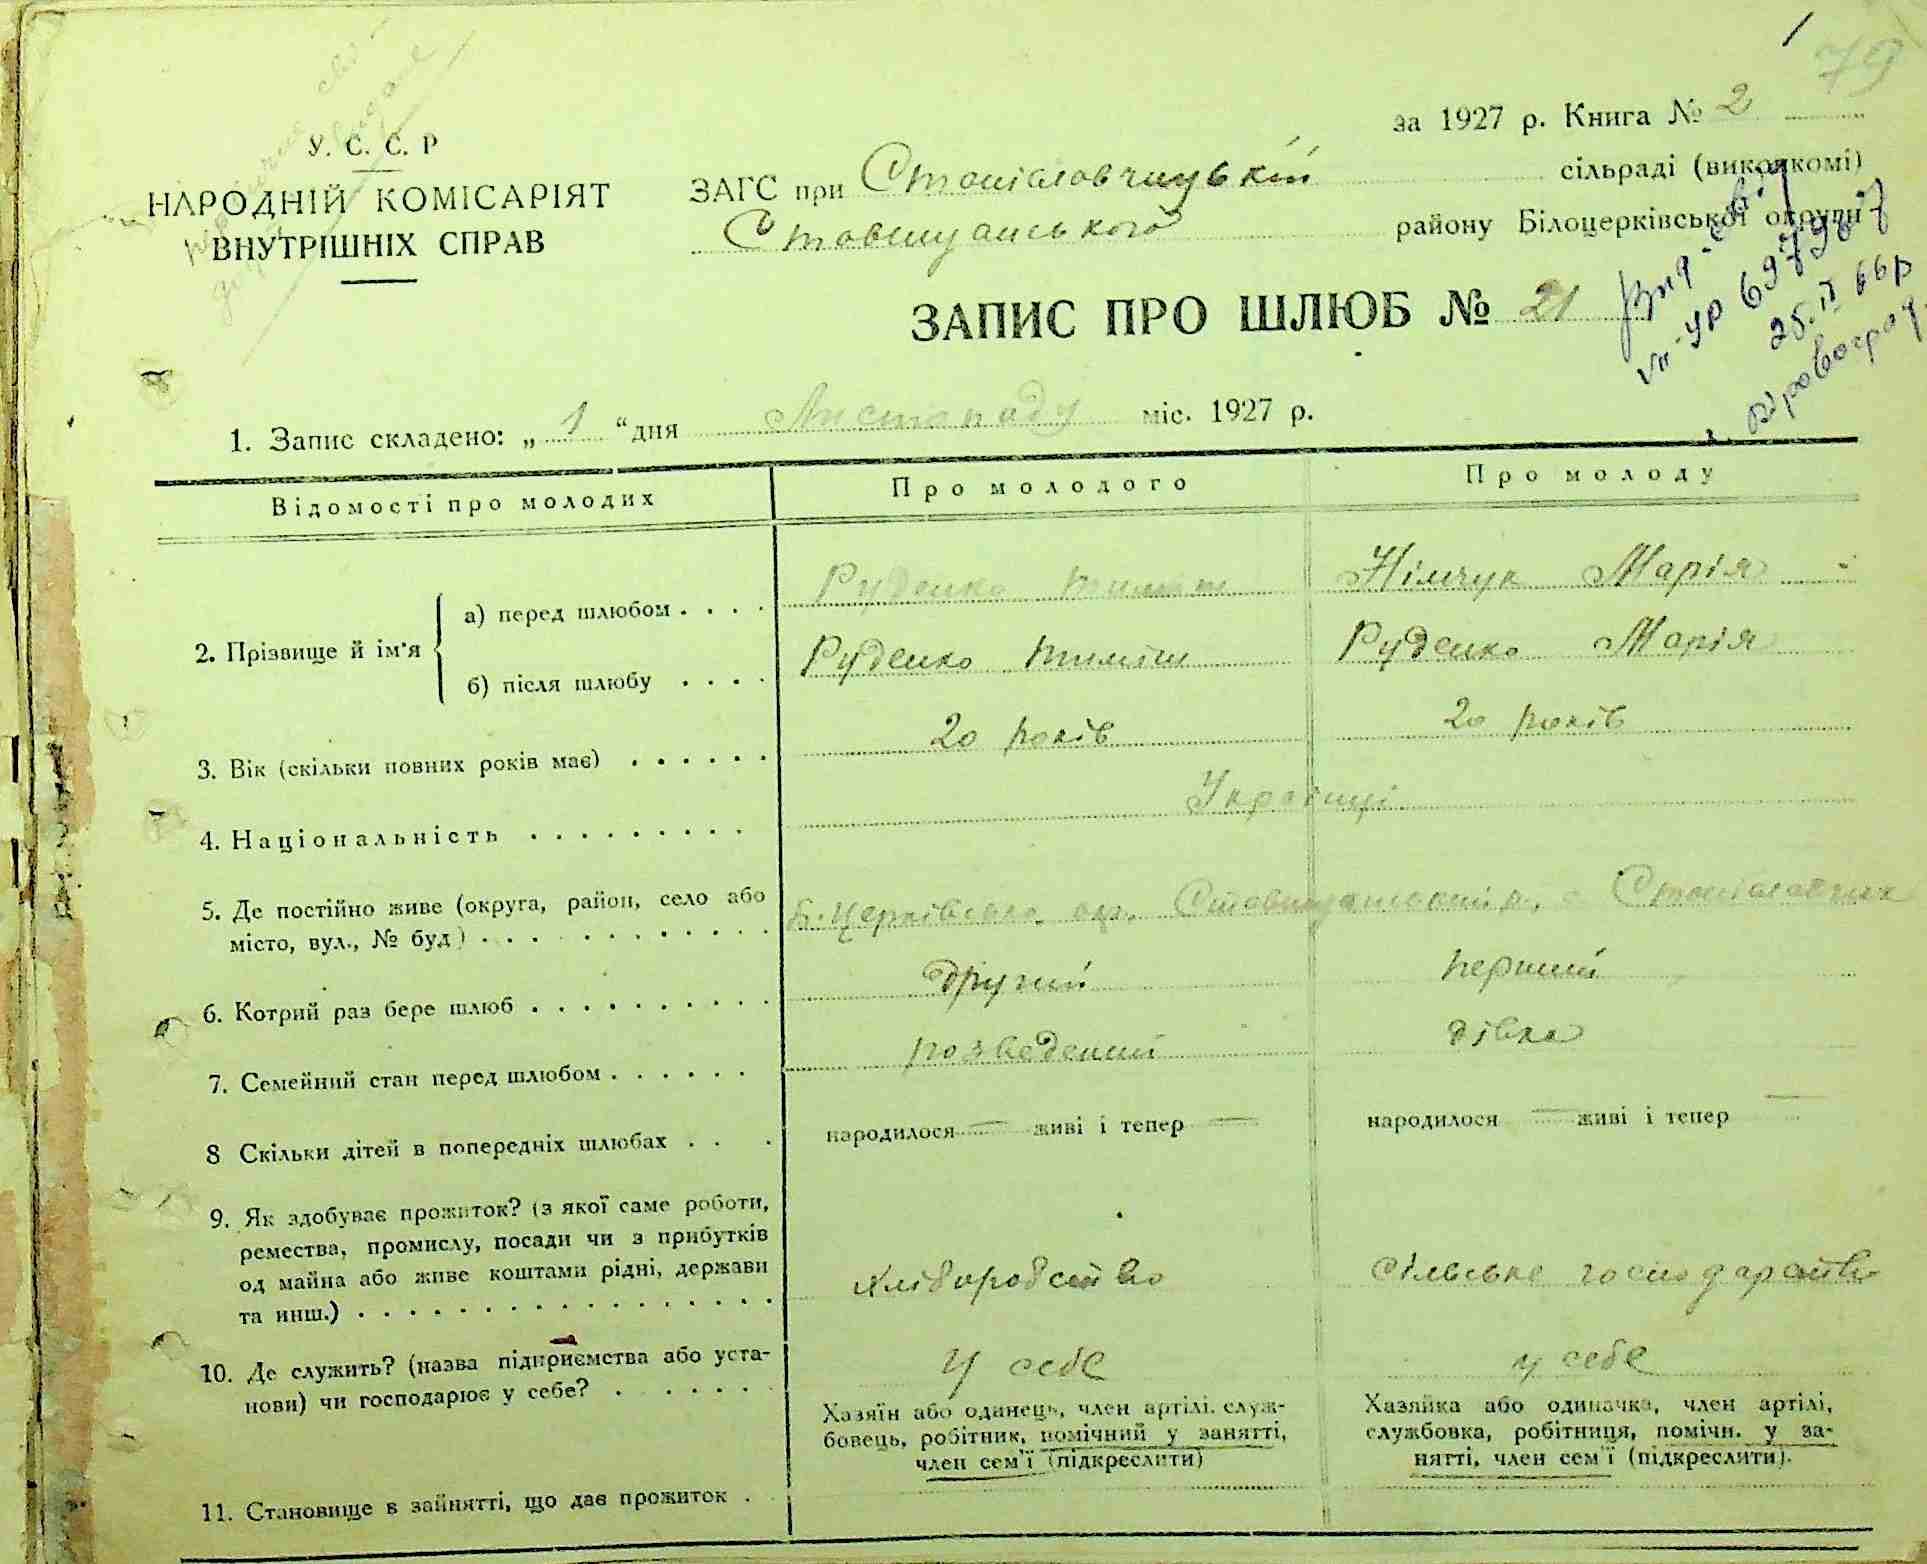 1
79
за 1927 р. Книга № 2
У. С. С. Р
НАРОДНІЙ КОМІСАРІЯТ
ВНУТРІШНІХ СПРАВ
ЗАГС при Станіславчицькій сільраді (виконкомі)
Ставищанського району Білоцерківської округи
ЗАПИС ПРО ШЛЮБ № 21
25.II 66р
1. Запис складено: „ 1 “ дня Листопаду міс. 1927 р.
Відомості про молодих Про молодого Про молоду
2. Прізвище й ім'я
а) перед шлюбом . . . . Руденко Тиміш Німчук Марія
б) після шлюбу . . . . Руденко Тиміш Руденко Марія
3. Вік (скільки повних років має) . . . . . . 20 років 20 років
4. Національність . . . . . . . . . Українці
5. Де постійно живе (округа, район, село або
місто, вул., № буд) . . . . . . . . . . . . Б. Церківська окр. с Станіславчик
6. Котрий раз бере шлюб . . . . . . . . . . другий перший
7. Семейний стан перед шлюбом . . . . . . розведений дівка
8 Скільки дітей в попередніх шлюбах . . . народилося — живі і тепер — народилося — живі і тепер —
9. Як здобуває прожиток? (з якої саме роботи,
ремества, промислу, посади чи з прибутків
од майна або живе коштами рідні, держави
та инш.) . . . . . . . . . . . . . . . . . Хліборобство сільське господарство
10. Де служить? (назва підприємства або уста-
нови) чи господарює у себе? . . . . . . . У себе у себе
Хазяїн або одинець, член артілі. служ-
бовець, робітник, помічний у занятті,
член сем'ї (підкреслити)
Хазяйка або одиначка, член артілі,
службовка, робітниця, помічн. у за-
нятті, член сем'ї (підкреслити).
11. Становище в зайнятті, що дає прожиток .